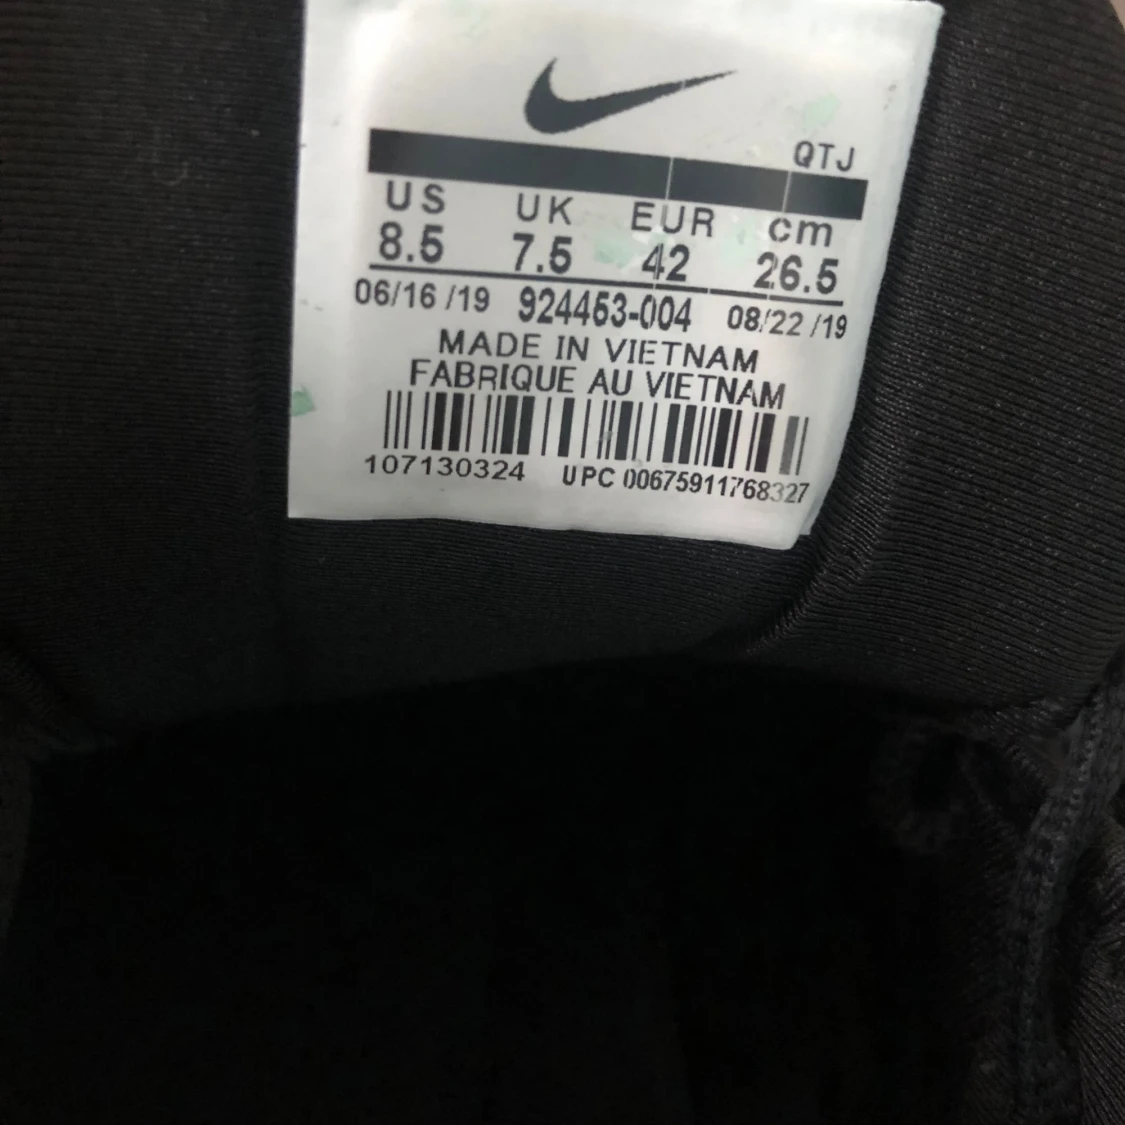 QTJ
US UK EUR cm
8.5 7.5 42 26.5
06/16 /19 924453-004 08/22 /19
MADE IN VIETNAM
FABRIQUE AU VIETNAM
107130324 UPC 00675911768327